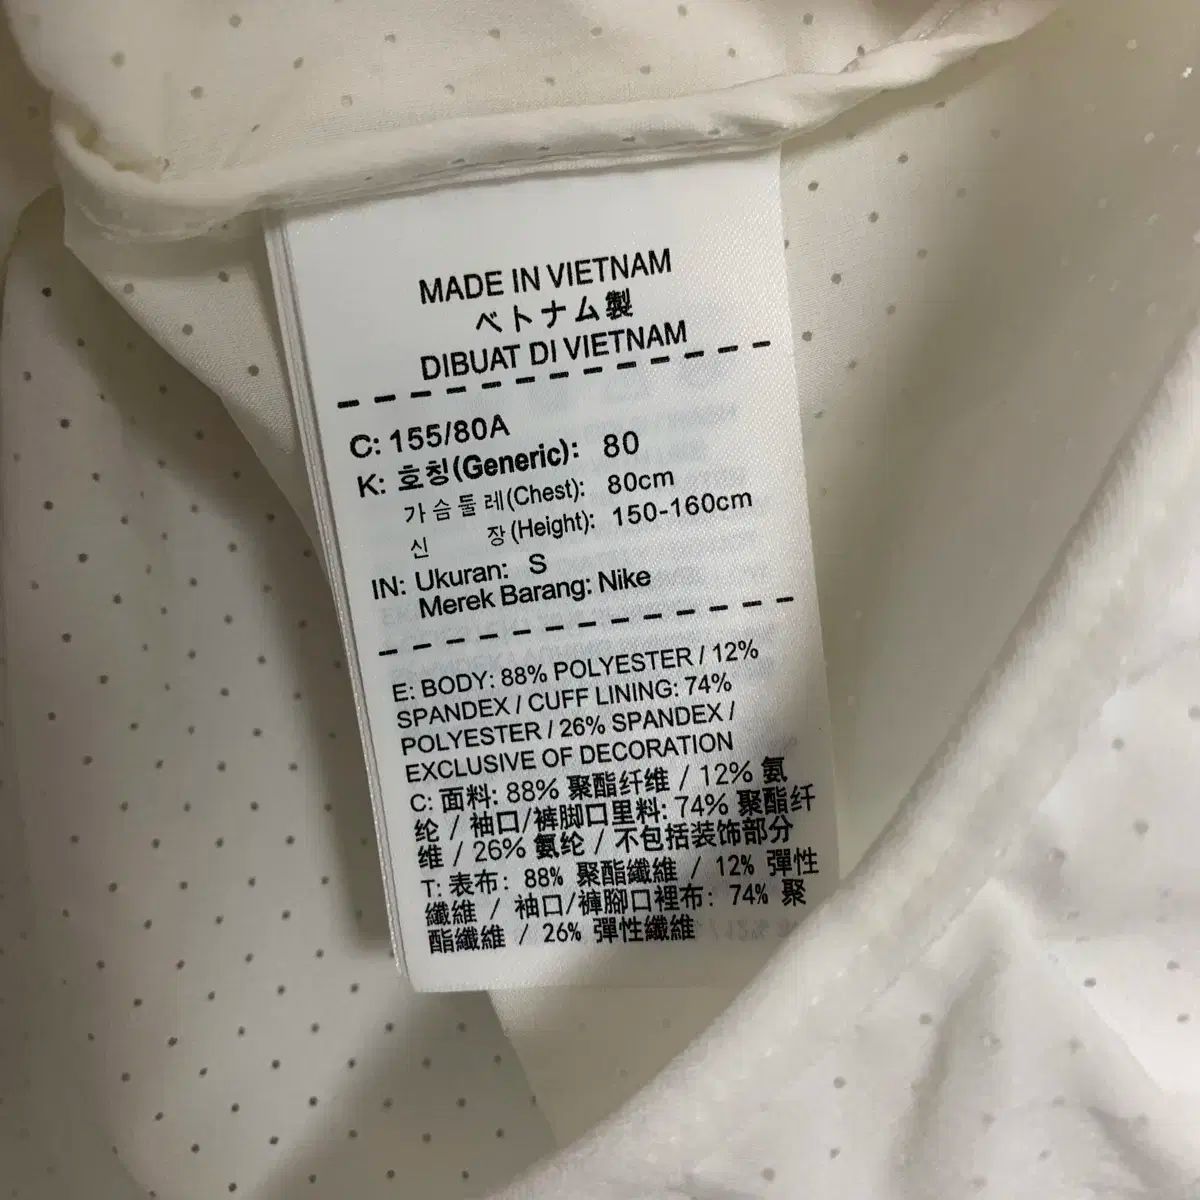 MADE IN VIETNAM
ベトナム製
DIBUAT DI VIETNAM
C: 155/80A
K: 호칭(Generic): 80
가슴둘레(Chest): 80cm
신 장(Height): 150-160cm
IN: Ukuran: S
Merek Barang: Nike
E: BODY: 88% POLYESTER / 12%
SPANDEX / CUFF LINING: 74%
POLYESTER / 26% SPANDEX /
EXCLUSIVE OF DECORATION
C: 面料: 88% 聚酯纤维 / 12% 氨
纶 / 袖口/裤脚口里料: 74% 聚酯纤
维 / 26% 氨纶 / 不包括装饰部分
T: 表布: 88% 聚酯纖維 / 12% 彈性
纖維 / 袖口/褲腳口裡布: 74% 聚
酯纖維 / 26% 彈性纖維